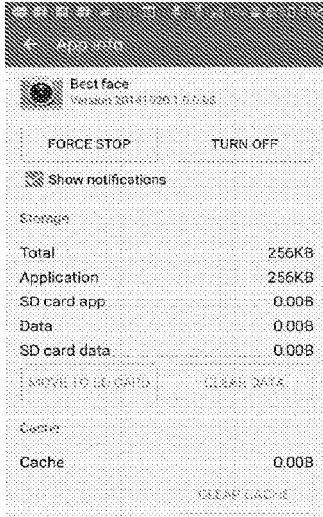 App info
Best face
FORCE STOP TURN OFF
Show notifications
Storage
Total 256KB
Application 256KB
SD card app 0.00B
Data 0.00B
SD card data 0.00B
MOVE TO SD CARD CLEAR DATA
Cache
Cache 0.00B
CLEAR CACHE